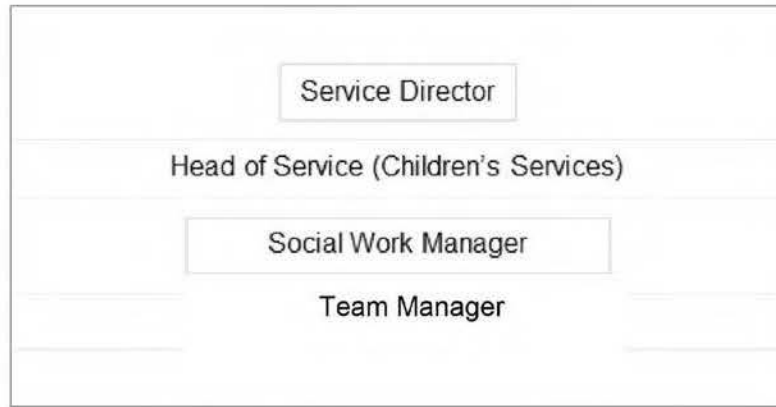 Service Director
Head of Service (Children's Services)
Social Work Manager
Team Manager